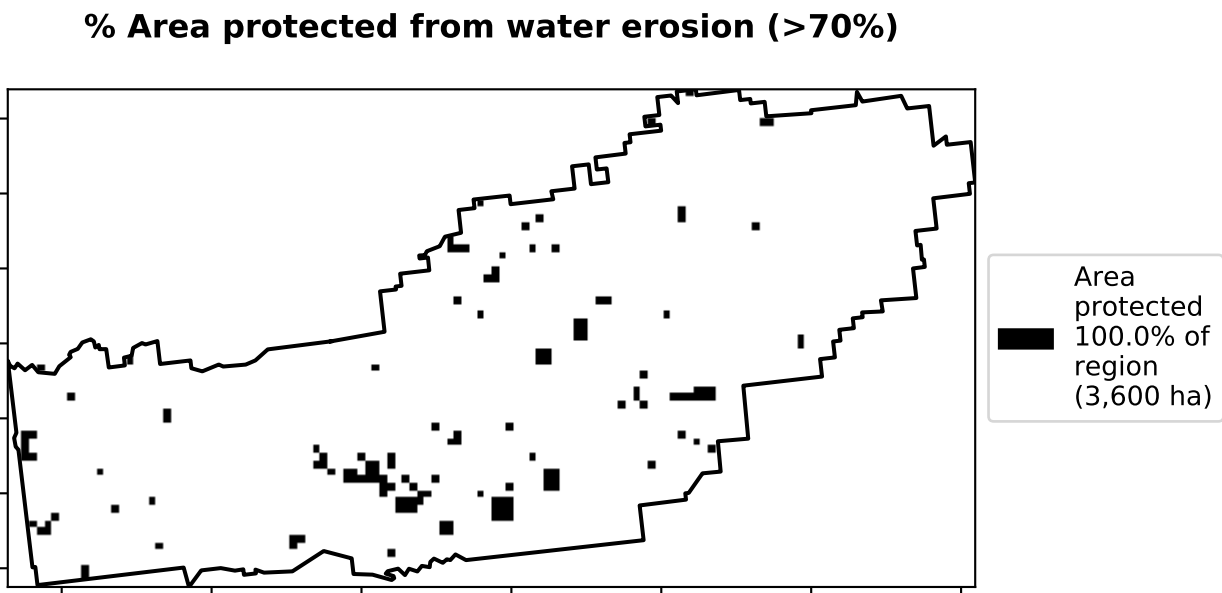 % Area protected from water erosion (>70%)
Area
protected
100.0% of
region
(3,600 ha)